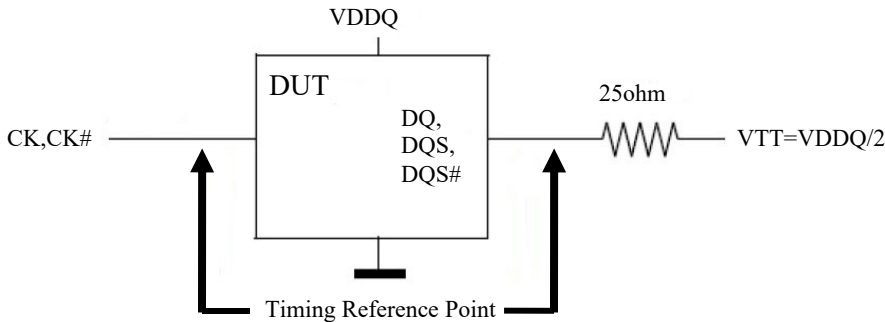 VDDQ
DUT
25ohm
CK,CK#
DQ,
DQS,
DQS#
VTT=VDDQ/2
Timing Reference Point